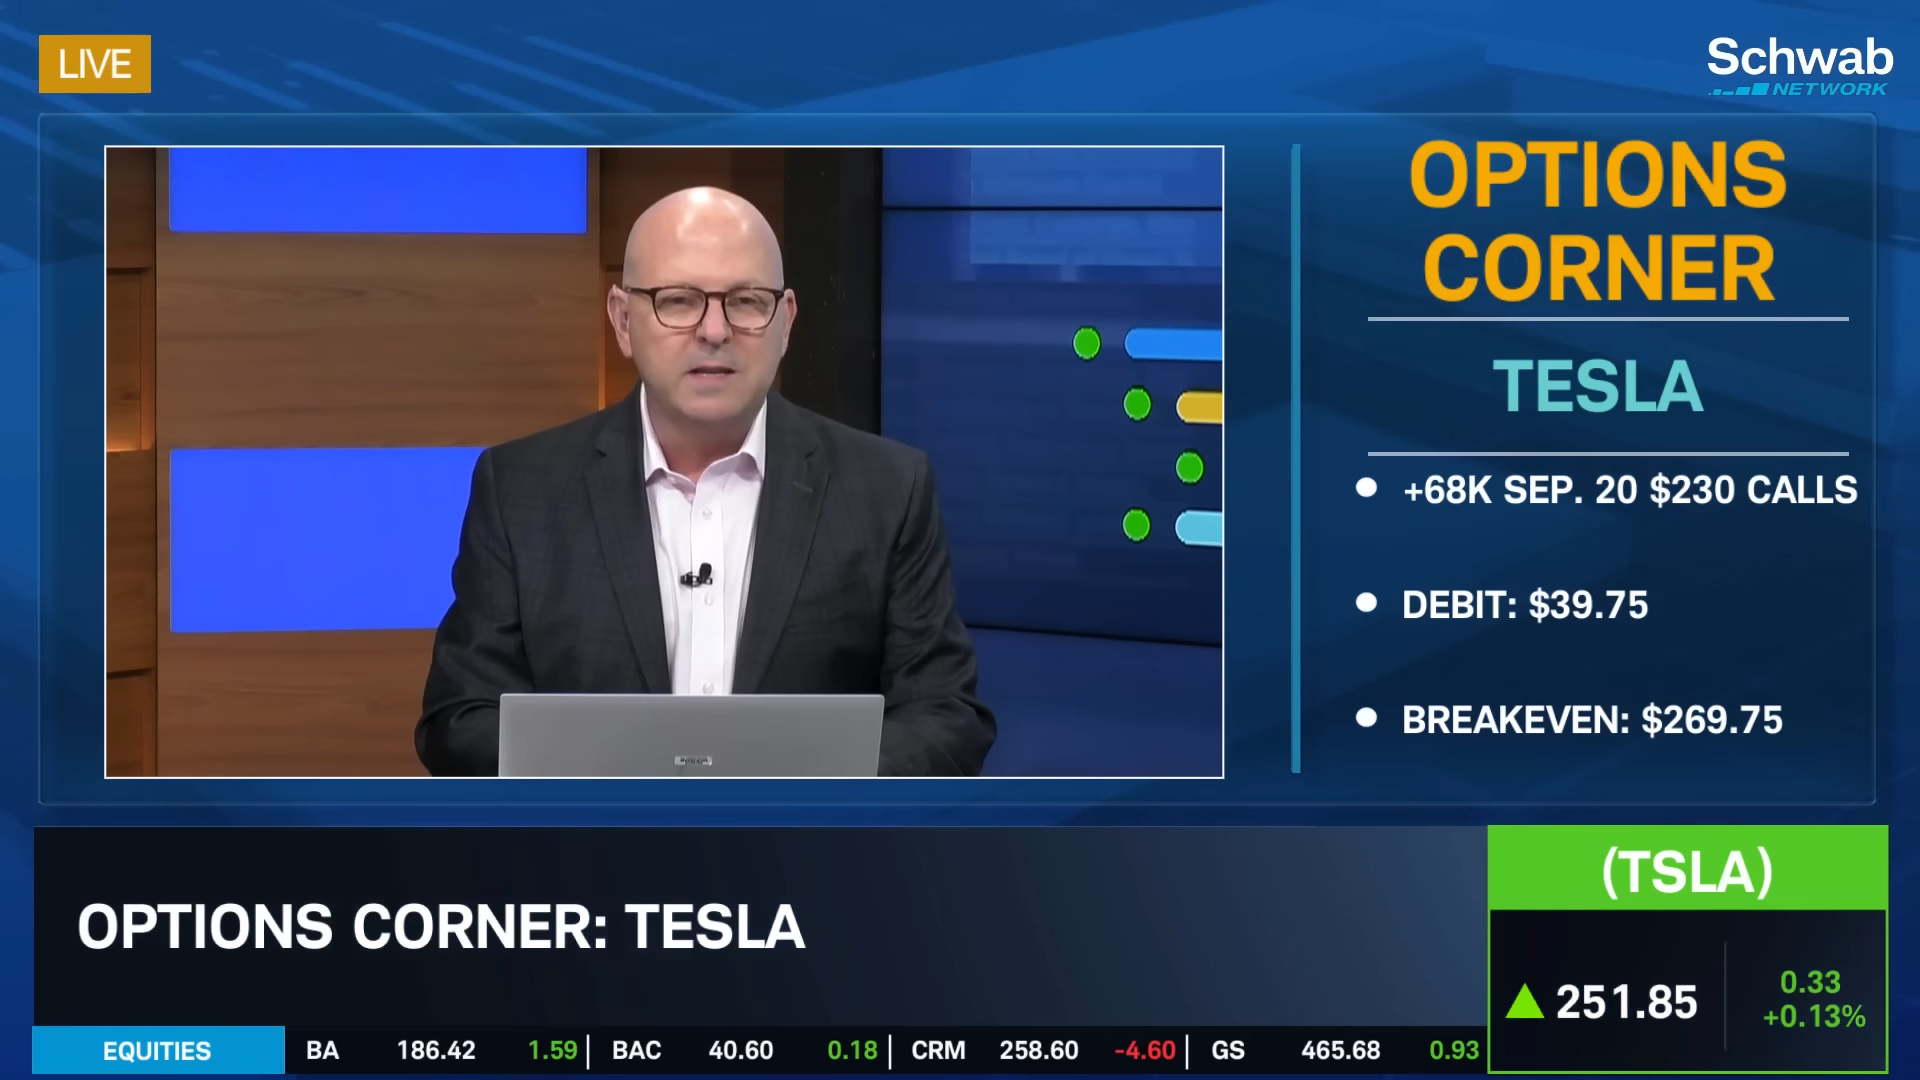 LIVE
Schwab
NETWORK
OPTIONS
CORNER
TESLA
+68K SEP. 20 $230 CALLS
DEBIT: $39.75
BREAKEVEN: $269.75
OPTIONS CORNER: TESLA
(TSLA)
251.85
0.33
+0.13%
EQUITIES
BA 186.42 1.59 | BAC 40.60 0.18 | CRM 258.60 -4.60 | GS 465.68 0.93